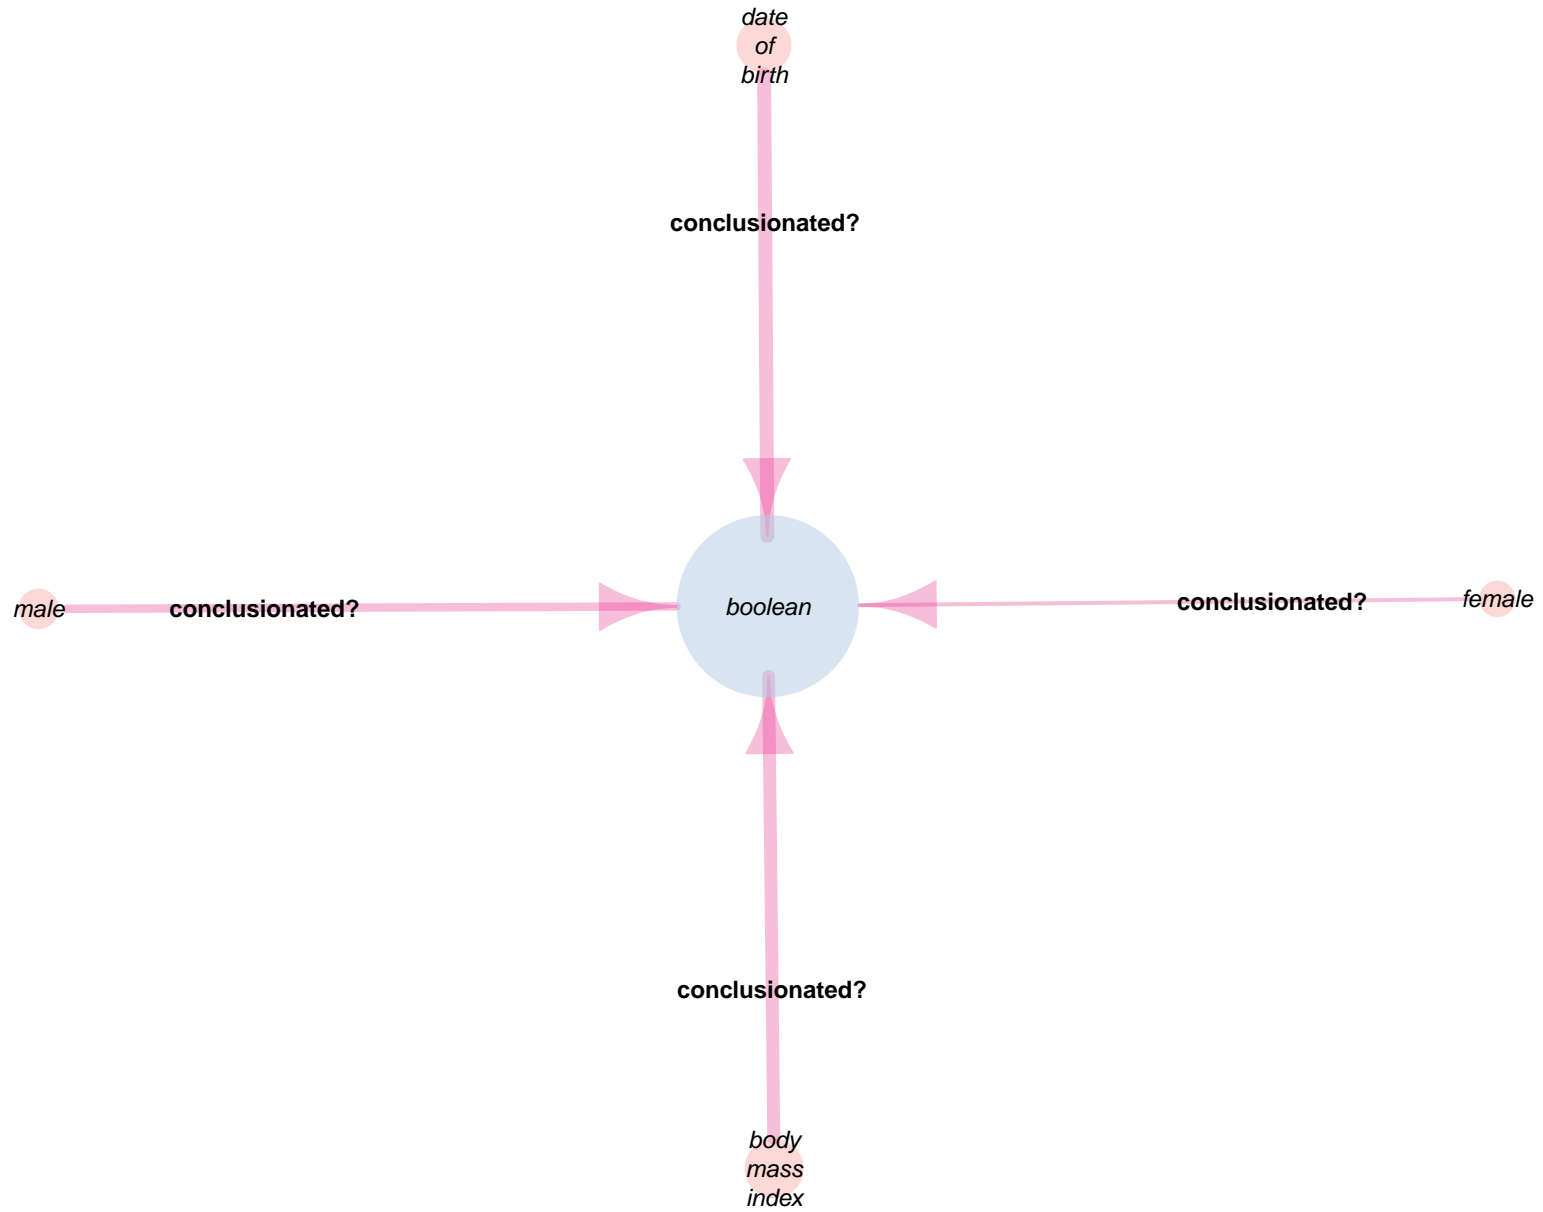 date
of
birth
conclusionated?
male
conclusionated?
boolean
conclusionated?
female
conclusionated?
body
mass
index